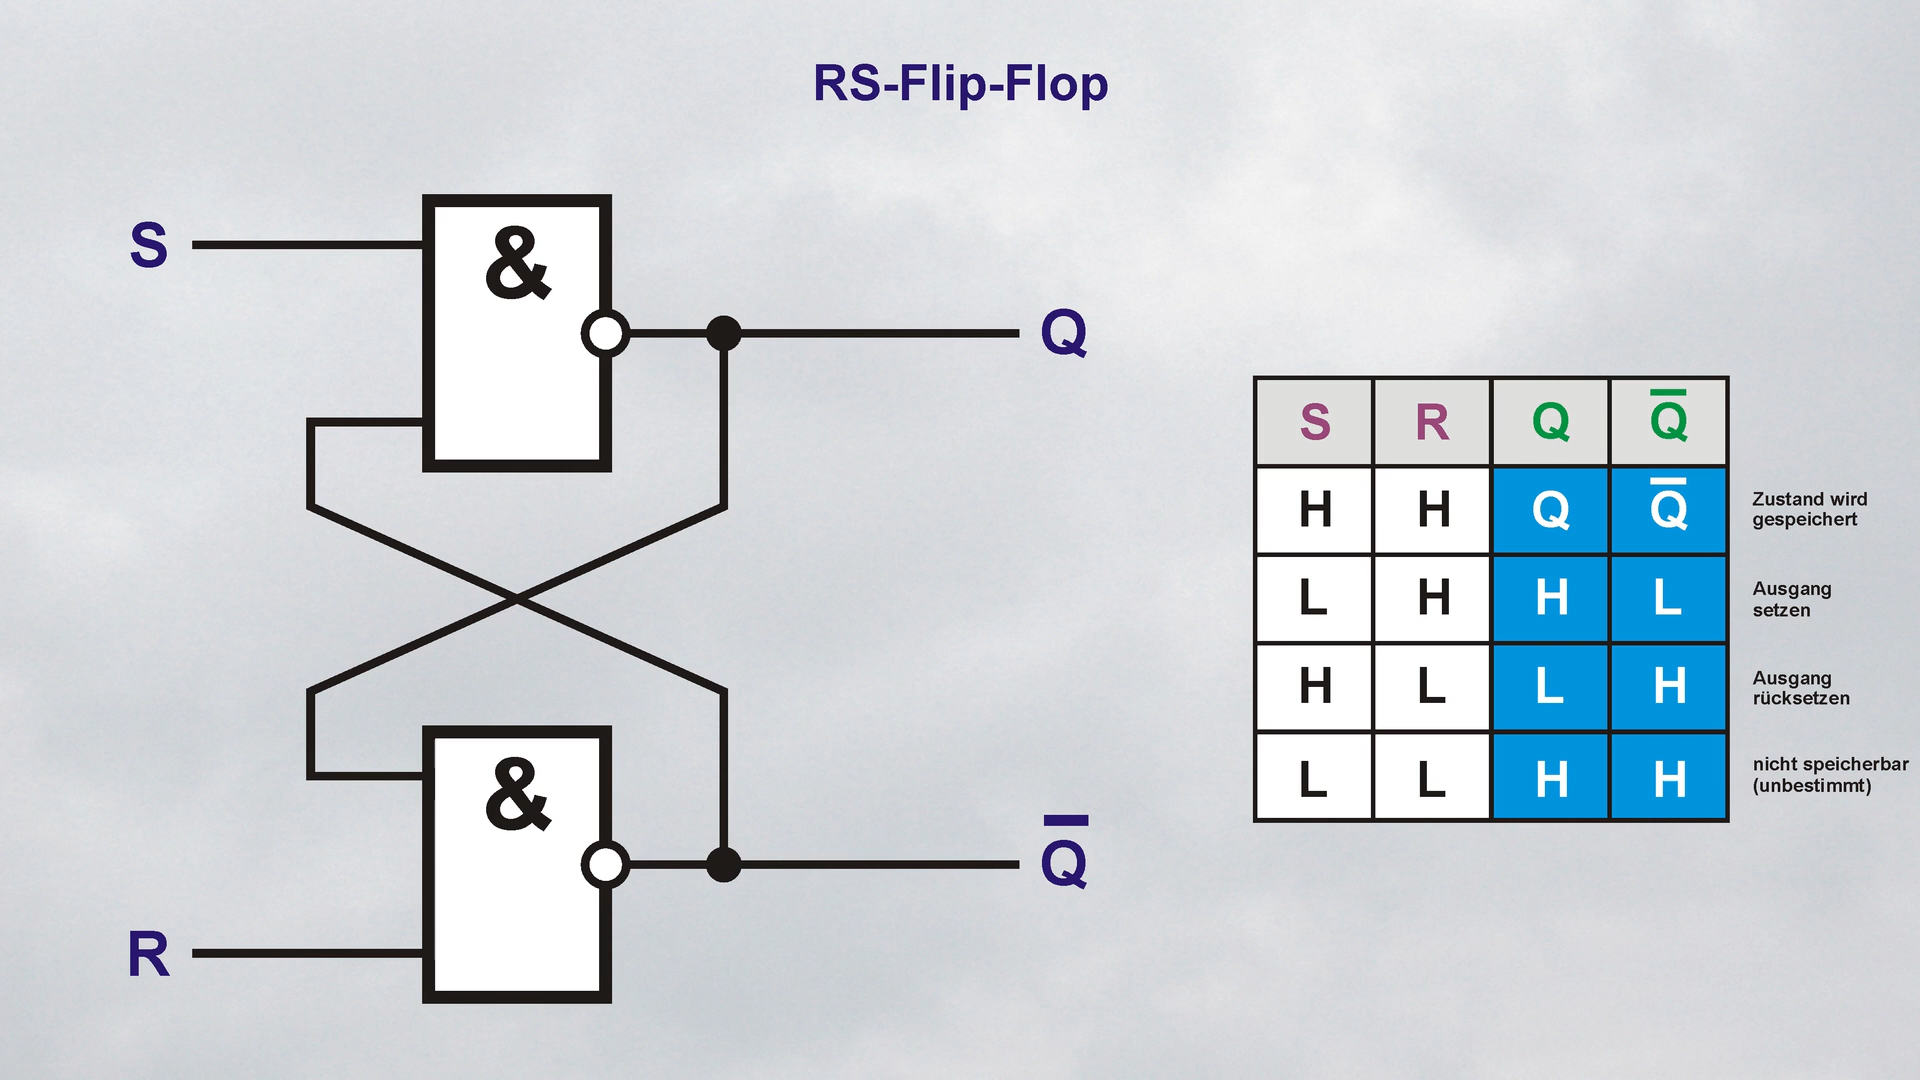 RS-Flip-Flop
S
&
Q
&
Q̅
R
S R Q Q̅
H H Q Q̅
Zustand wird
gespeichert
L H H L
Ausgang
setzen
H L L H
Ausgang
rücksetzen
L L H H
nicht speicherbar
(unbestimmt)